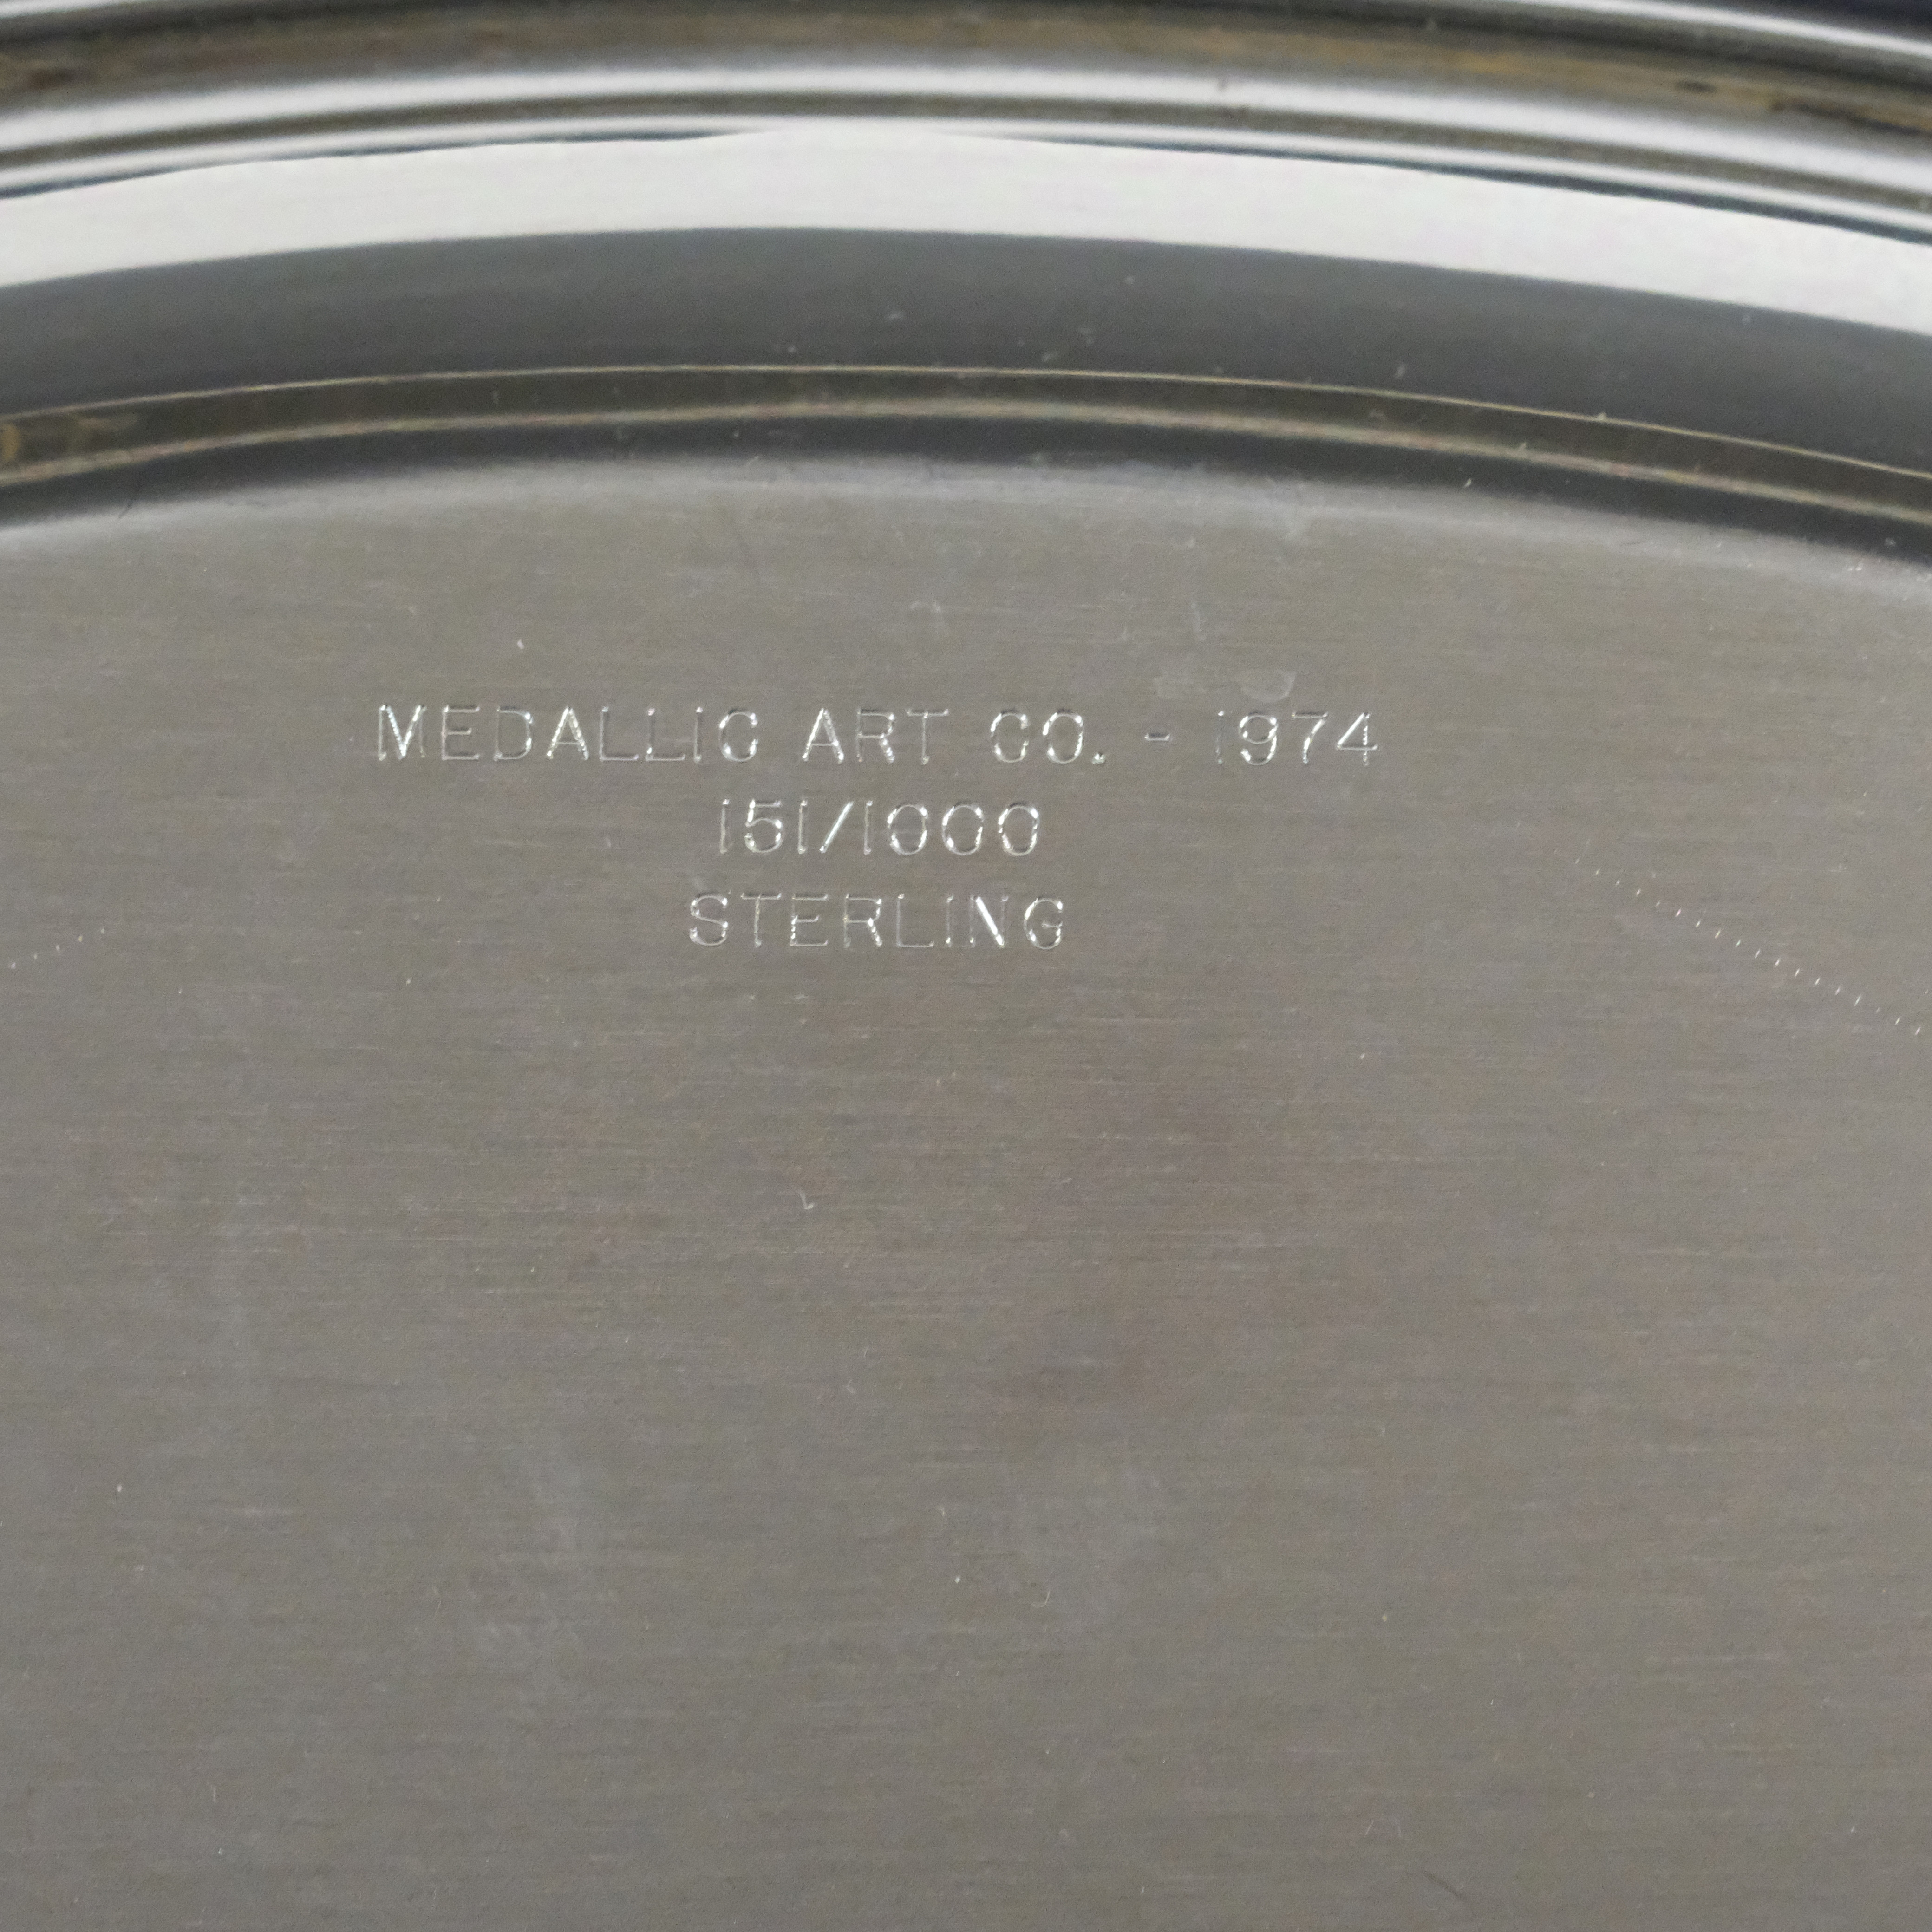 MEDALLIC ART CO. - 1974
151/1000
STERLING